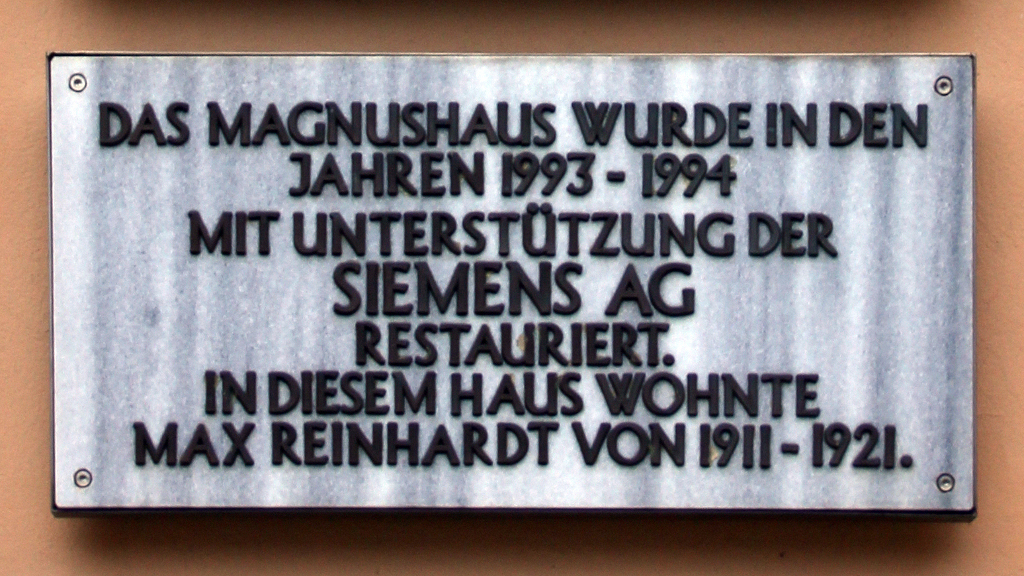 DAS MAGNUSHAUS WURDE IN DEN
JAHREN 1993 - 1994
MIT UNTERSTÜTZUNG DER
SIEMENS AG
RESTAURIERT.
IN DIESEM HAUS WOHNTE
MAX REINHARDT VON 1911 - 1921.